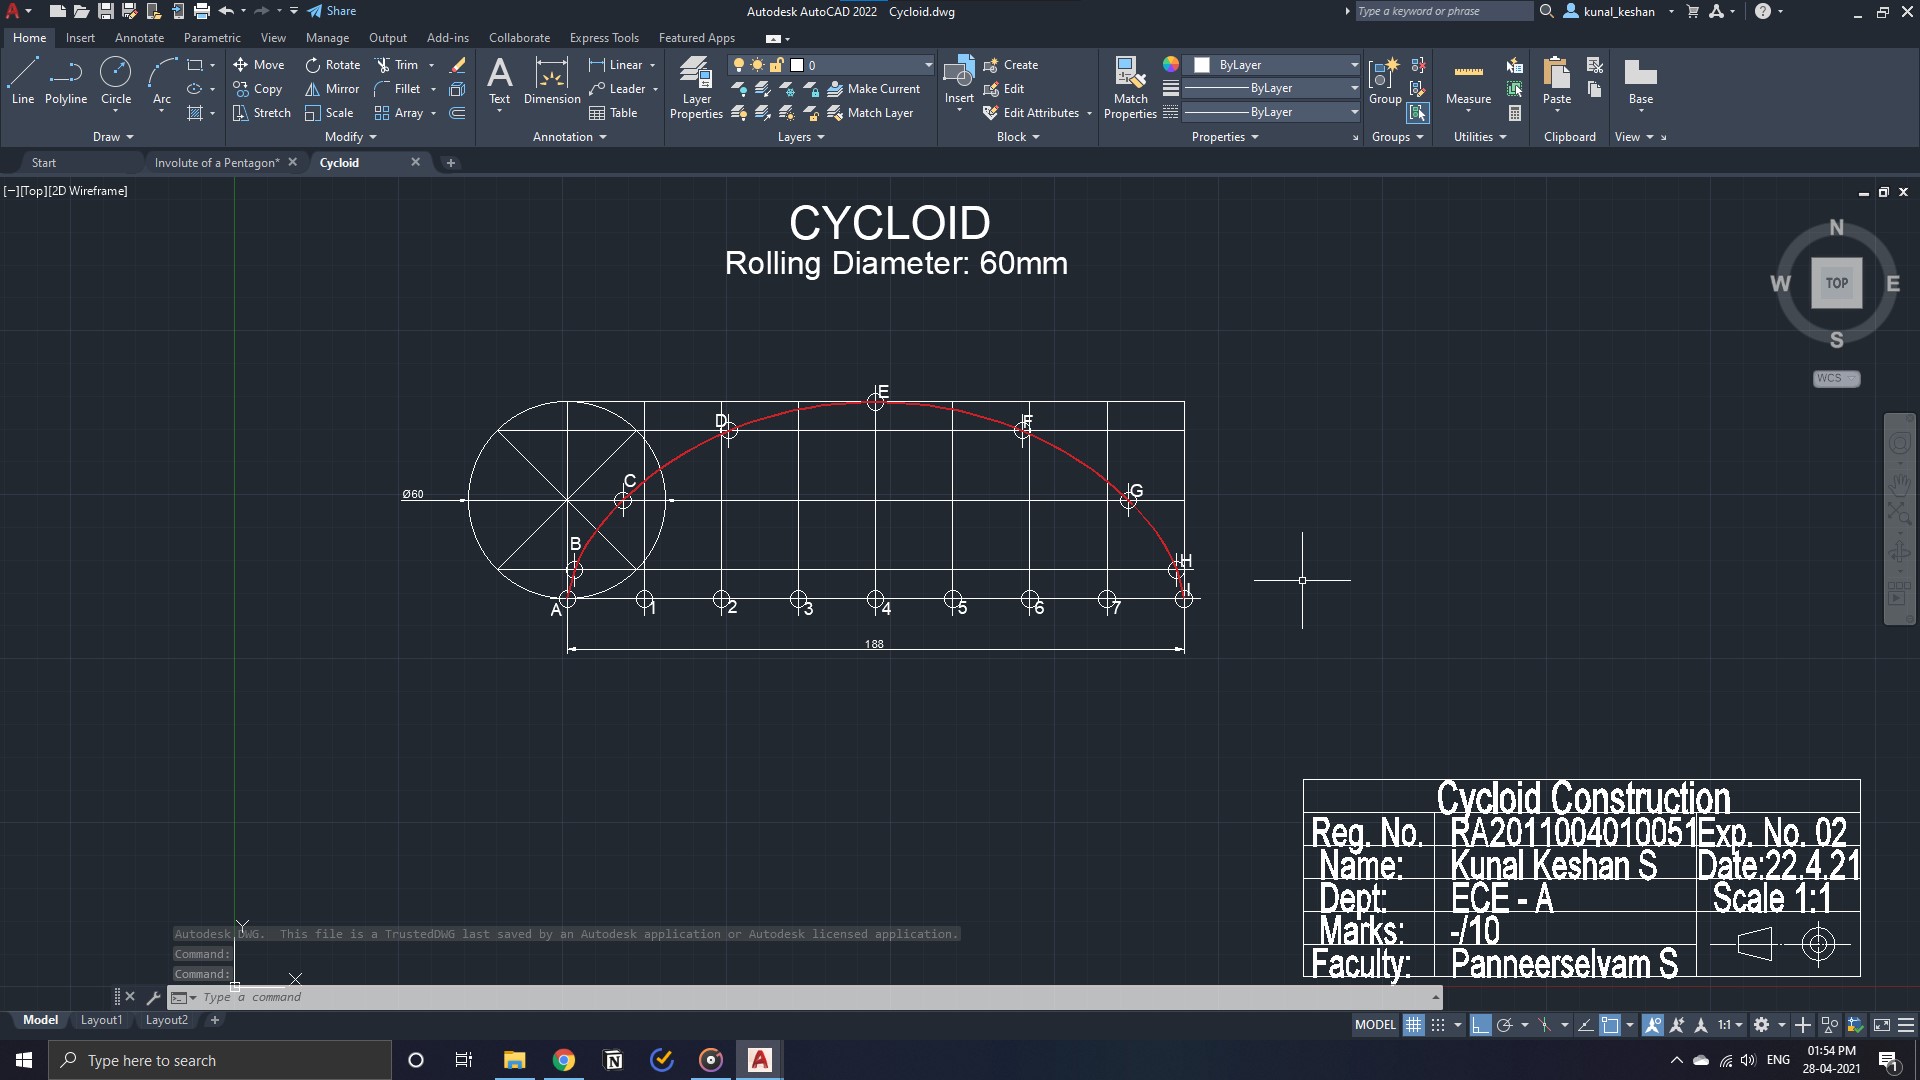 Share
Autodesk AutoCAD 2022 Cycloid.dwg
Type a keyword or phrase
kunal_keshan
Home Insert Annotate Parametric View Manage Output Add-ins Collaborate Express Tools Featured Apps
Line Polyline Circle Arc
Move Rotate Trim
Copy Mirror Fillet
Stretch Scale Array
Text Dimension
Linear
Leader
Table
Layer Properties
0
Make Current
Match Layer
Insert
Create
Edit
Edit Attributes
Match Properties
ByLayer
ByLayer
ByLayer
Group
Measure
Paste
Base
Draw Modify Annotation Layers Block Properties Groups Utilities Clipboard View
Start Involute of a Pentagon* Cycloid
[−][Top][2D Wireframe]
CYCLOID
Rolling Diameter: 60mm
N
W TOP E
S
WCS
E
D F
C G
Ø60
B H
A 1 2 3 4 5 6 7 I
188
Cycloid Construction
Reg. No. RA2011004010051 Exp. No. 02
Name: Kunal Keshan S Date:22.4.21
Dept: ECE - A Scale 1:1
Marks: -/10
Faculty: Panneerselvam S
Y
X
Autodesk DWG. This file is a TrustedDWG last saved by an Autodesk application or Autodesk licensed application.
Command:
Command:
Type a command
Model Layout1 Layout2
MODEL 1:1
Type here to search
ENG
01:54 PM
28-04-2021
1